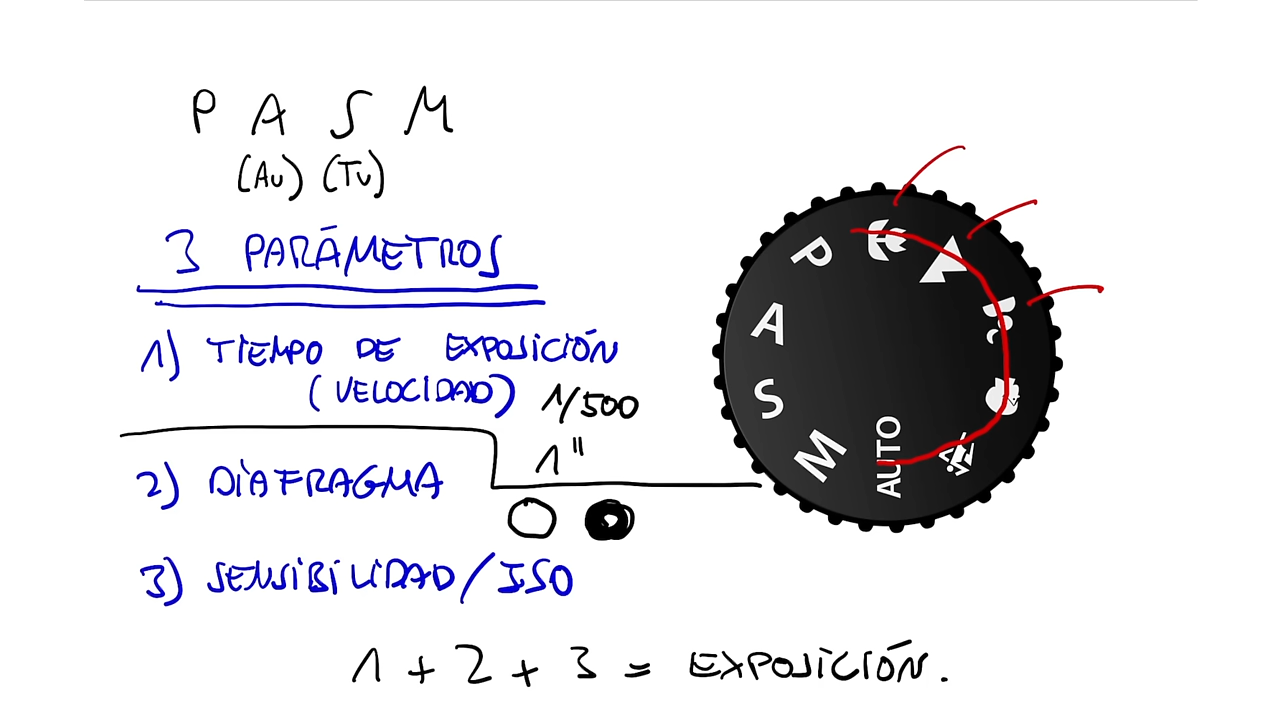 P A S M
(Av) (Tv)
3 PARÁMETROS
1) TIEMPO DE EXPOSICIÓN
(VELOCIDAD)
1/500
1"
2) DIAFRAGMA
3) SENSIBILIDAD/ISO
1 + 2 + 3 = EXPOSICIÓN.
P
A
S
M
AUTO